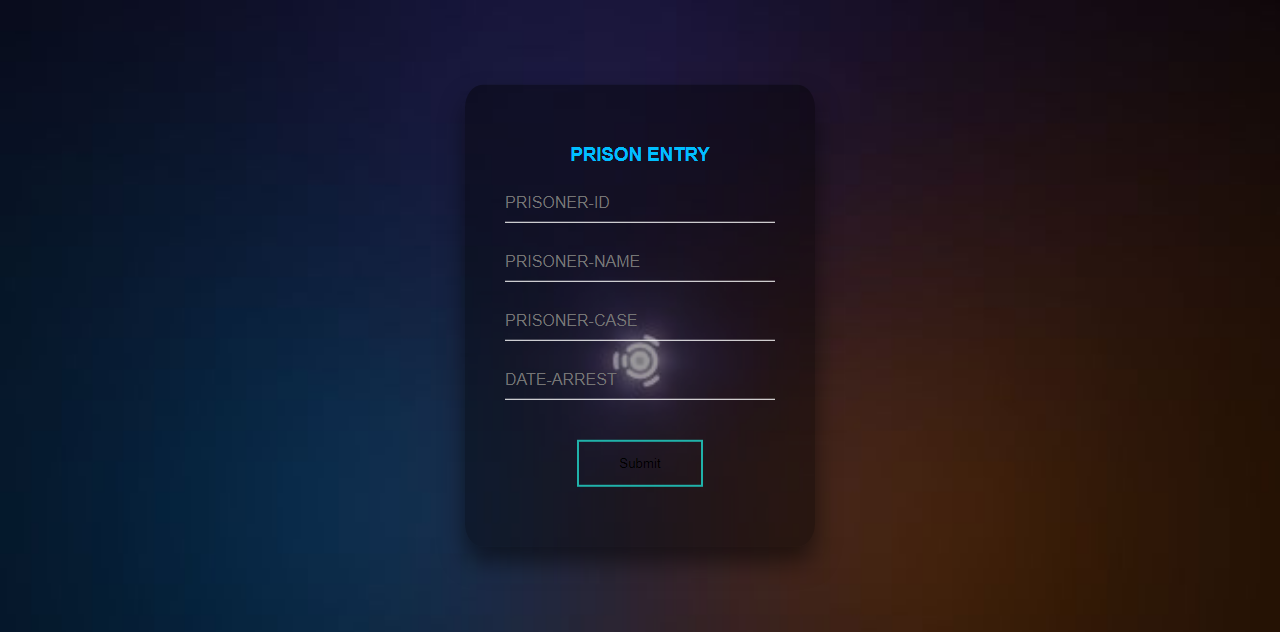 PRISON ENTRY
PRISONER-ID
PRISONER-NAME
PRISONER-CASE
DATE-ARREST
Submit